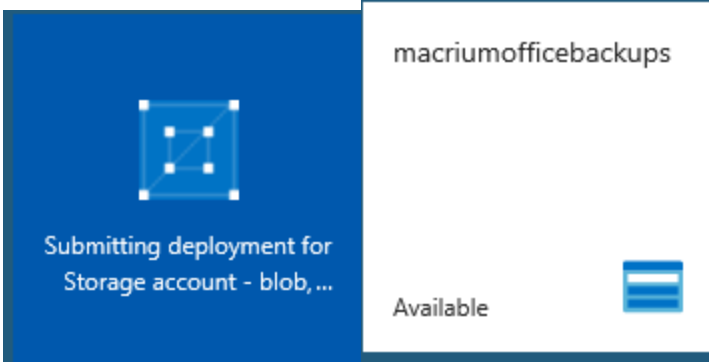 Submitting deployment for
Storage account - blob, ...
macriumofficebackups
Available